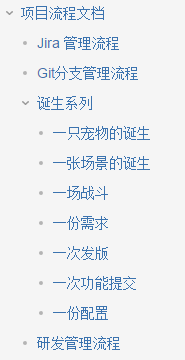 项目流程文档
Jira 管理流程
Git分支管理流程
诞生系列
一只宠物的诞生
一张场景的诞生
一场战斗
一份需求
一次发版
一次功能提交
一份配置
研发管理流程